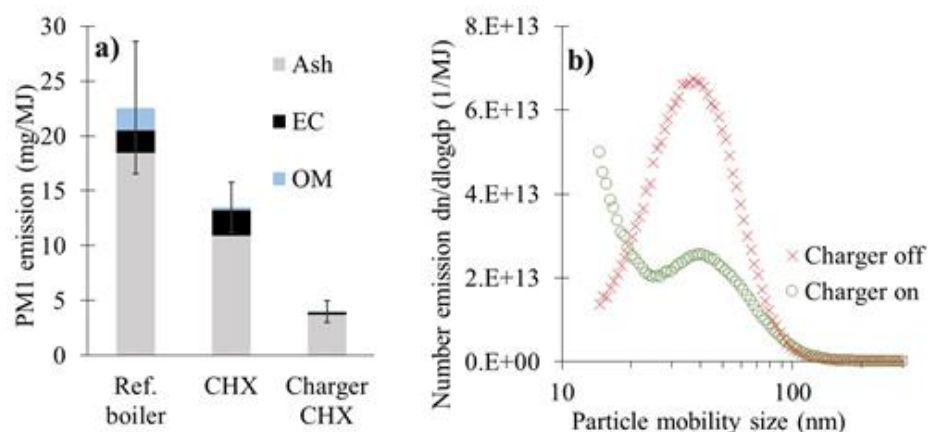 a)
PM1 emission (mg/MJ)
30
25
20
15
10
5
0
Ash
EC
OM
Ref.
boiler
CHX
Charger
CHX
b)
Number emission dn/dlogdp (1/MJ)
8.E+13
6.E+13
4.E+13
2.E+13
0.E+00
Charger off
Charger on
10
100
Particle mobility size (nm)